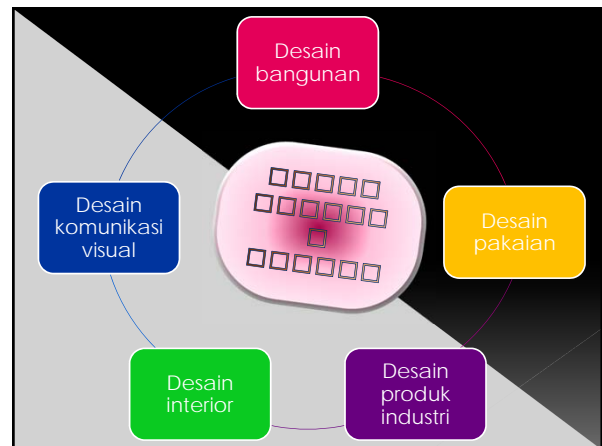 Desain
bangunan
Desain
pakaian
Desain
produk
industri
Desain
interior
Desain
komunikasi
visual